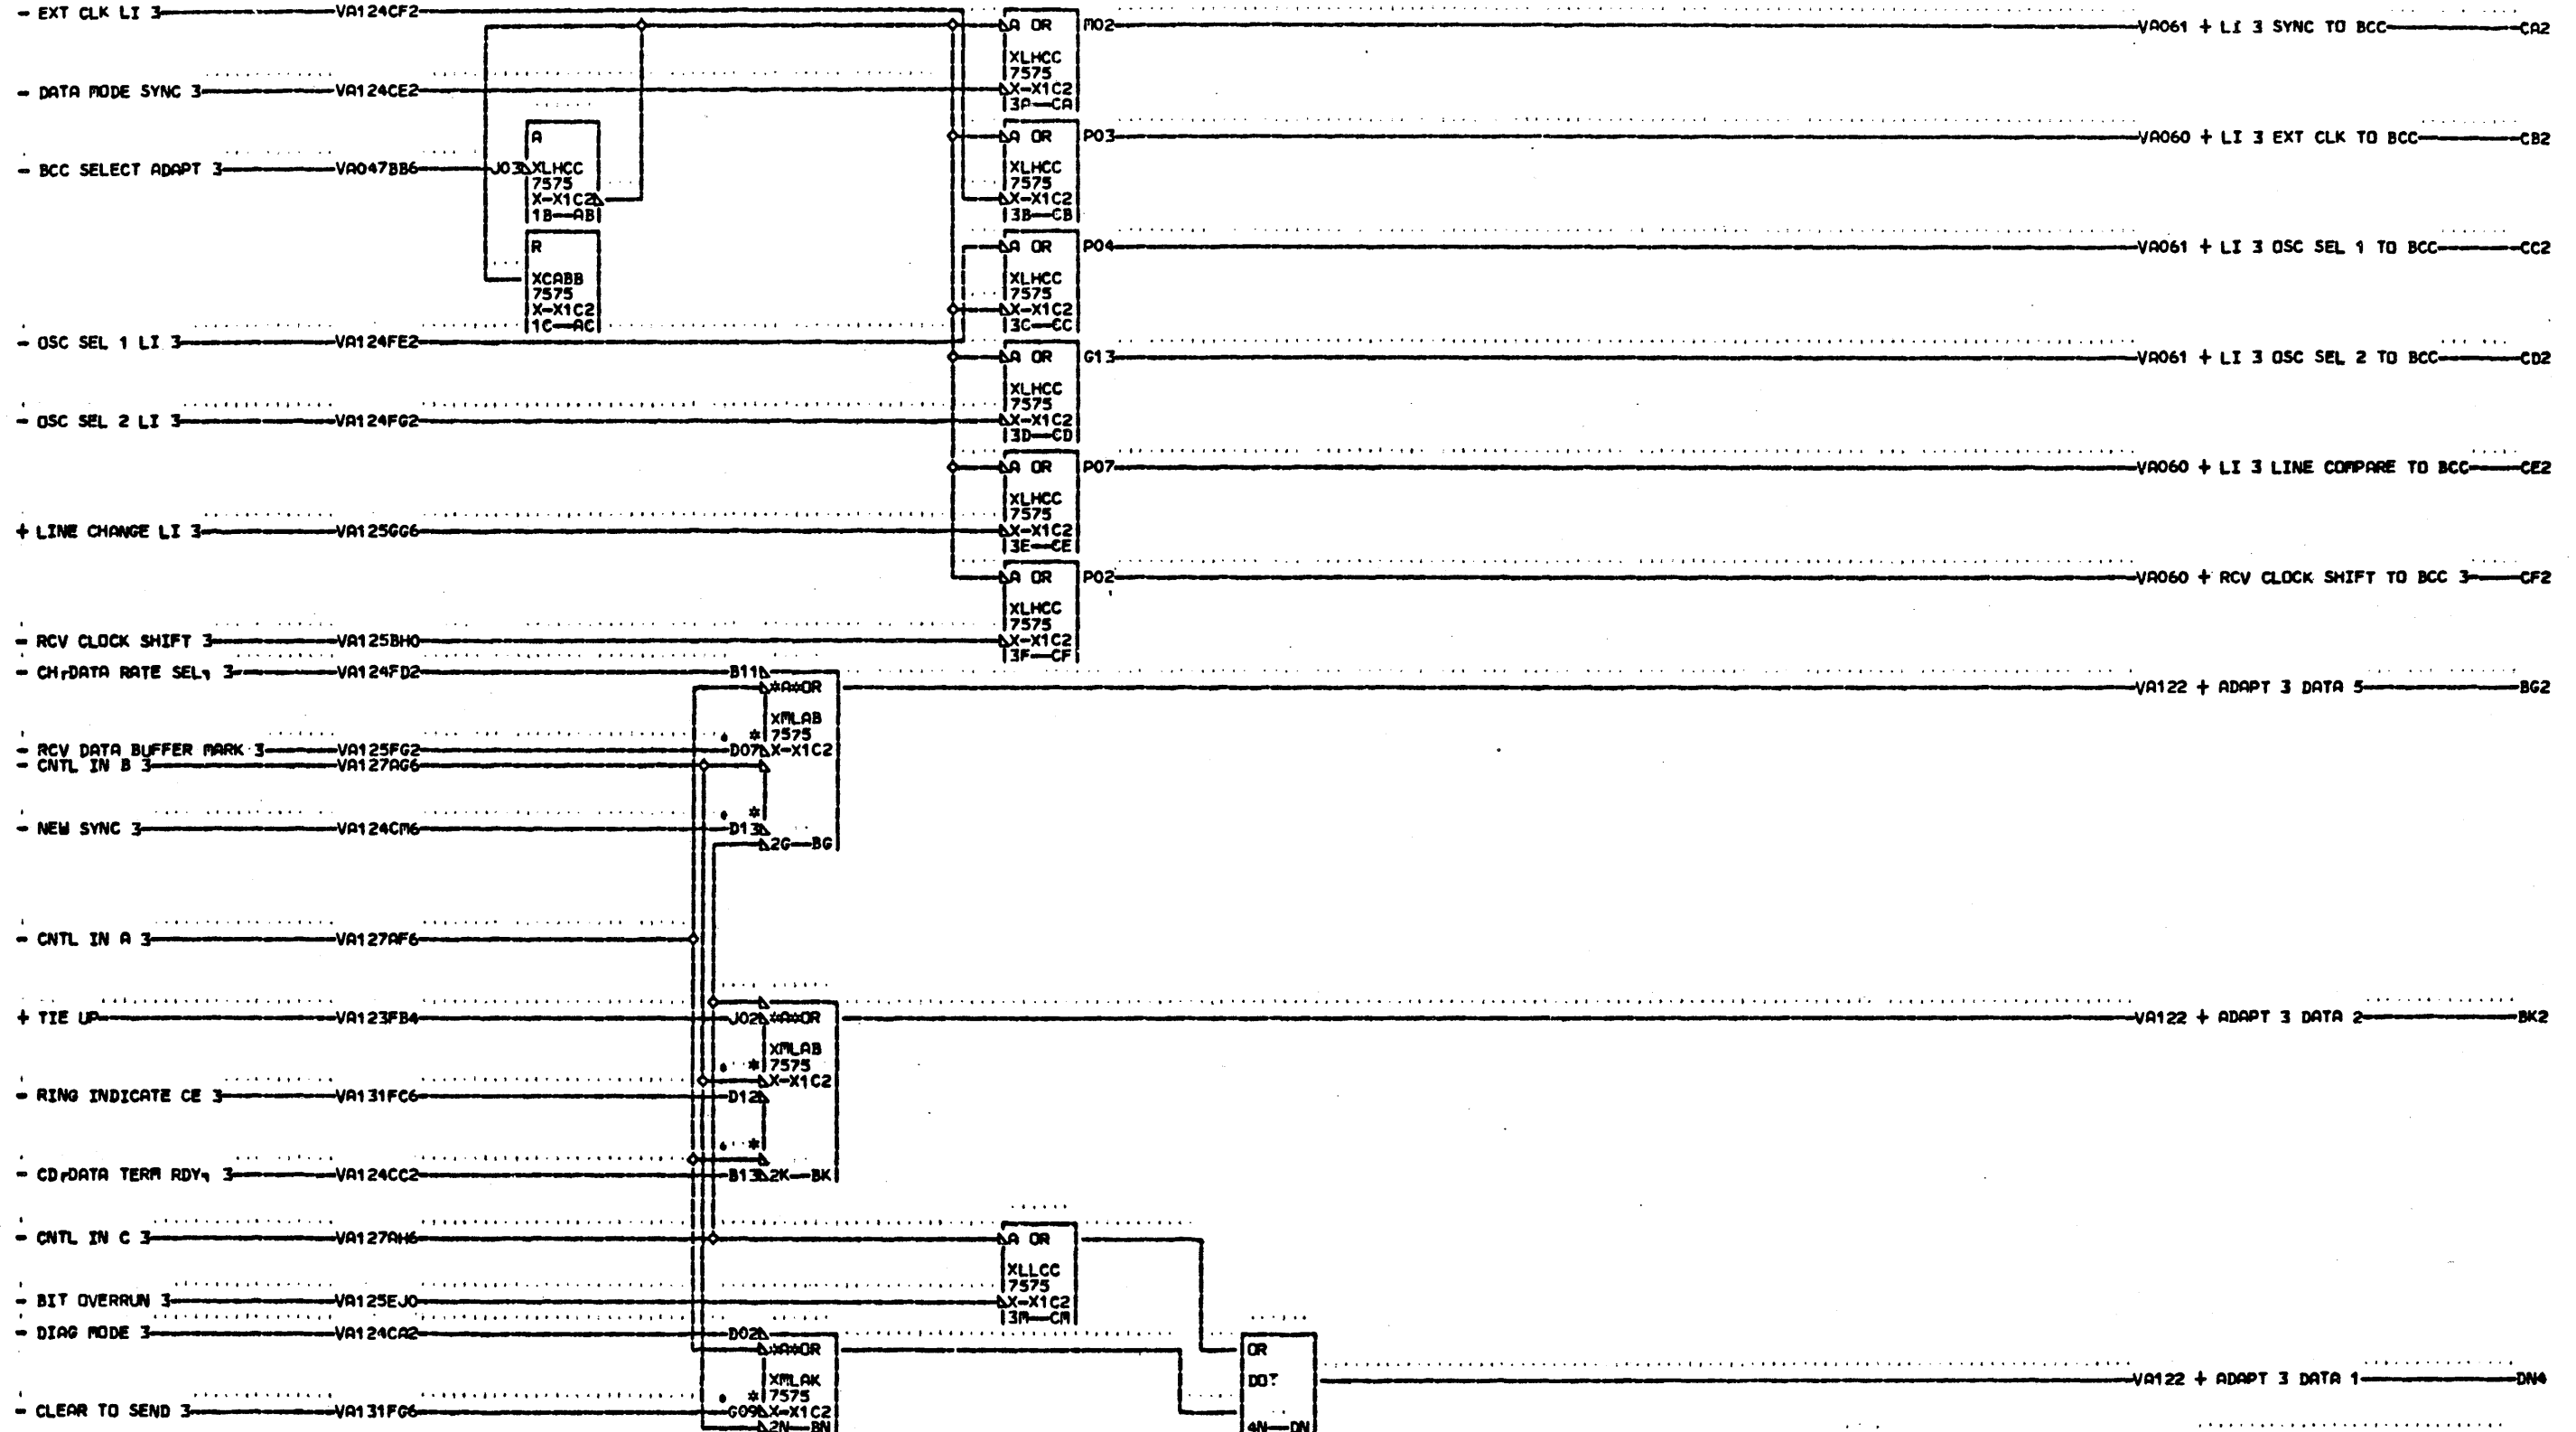 - EXT CLK LI 3 VA124CF2
A OR M02 VA061 + LI 3 SYNC TO BCC CA2
XLHCC
7575
- DATA MODE SYNC 3 VA124CE2 X-X1C2
3A CA
A
A OR P03 VA060 + LI 3 EXT CLK TO BCC CB2
- BCC SELECT ADAPT 3 VA047BB6 J03 XLHCC
7575
X-X1C2
1B AB
XLHCC
7575
X-X1C2
3B CB
R
XCABB
7575
X-X1C2
1C AC
A OR P04 VA061 + LI 3 OSC SEL 1 TO BCC CC2
XLHCC
7575
X-X1C2
3C CC
- OSC SEL 1 LI 3 VA124FE2
A OR G13 VA061 + LI 3 OSC SEL 2 TO BCC CD2
XLHCC
7575
- OSC SEL 2 LI 3 VA124FG2 X-X1C2
3D CD
A OR P07 VA060 + LI 3 LINE COMPARE TO BCC CE2
XLHCC
7575
+ LINE CHANGE LI 3 VA125GG6 X-X1C2
3E CE
A OR P02 VA060 + RCV CLOCK SHIFT TO BCC 3 CF2
XLHCC
7575
- RCV CLOCK SHIFT 3 VA125BH0 X-X1C2
3F CF
- CH┌DATA RATE SEL┐ 3 VA124FD2 B11
*A*OR VA122 + ADAPT 3 DATA 5 BG2
XMLAB
* 7575
- RCV DATA BUFFER MARK 3 VA125FG2 D07 X-X1C2
- CNTL IN B 3 VA127AG6
*
- NEW SYNC 3 VA124CM6 D13
2G BG
- CNTL IN A 3 VA127AF6
+ TIE UP VA123FB4 J02 *A*OR VA122 + ADAPT 3 DATA 2 BK2
XMLAB
* 7575
X-X1C2
- RING INDICATE CE 3 VA131FC6 D12
*
- CD┌DATA TERM RDY┐ 3 VA124CC2 B13 2K BK
- CNTL IN C 3 VA127AH6 A OR
XLLCC
7575
- BIT OVERRUN 3 VA125EJ0 X-X1C2
3M CM
- DIAG MODE 3 VA124CA2 D02
*A*OR OR
XMLAK DOT VA122 + ADAPT 3 DATA 1 DN4
* 7575
- CLEAR TO SEND 3 VA131FG6 G09 X-X1C2
2N BN 4N DN